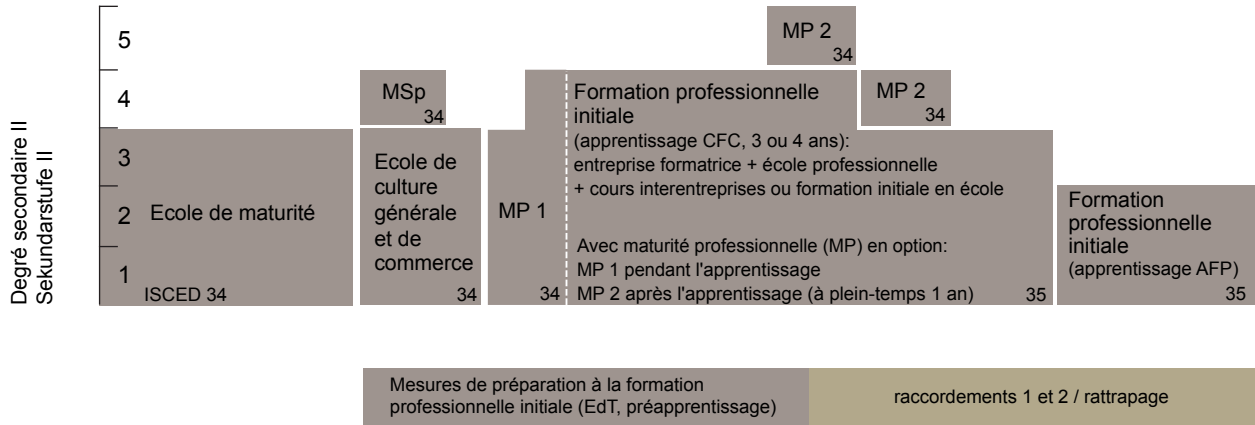 Degré secondaire II
Sekundarstufe II
5
4
3
2
1
MP 2
34
MSp
34
MP 2
34
Ecole de maturité
ISCED 34
Ecole de
culture
générale
et de
commerce
34
MP 1
34
Formation professionnelle
initiale
(apprentissage CFC, 3 ou 4 ans):
entreprise formatrice + école professionnelle
+ cours interentreprises ou formation initiale en école
Avec maturité professionnelle (MP) en option:
MP 1 pendant l'apprentissage
MP 2 après l'apprentissage (à plein-temps 1 an)
35
Formation
professionnelle
initiale
(apprentissage AFP)
35
Mesures de préparation à la formation
professionnelle initiale (EdT, préapprentissage)
raccordements 1 et 2 / rattrapage